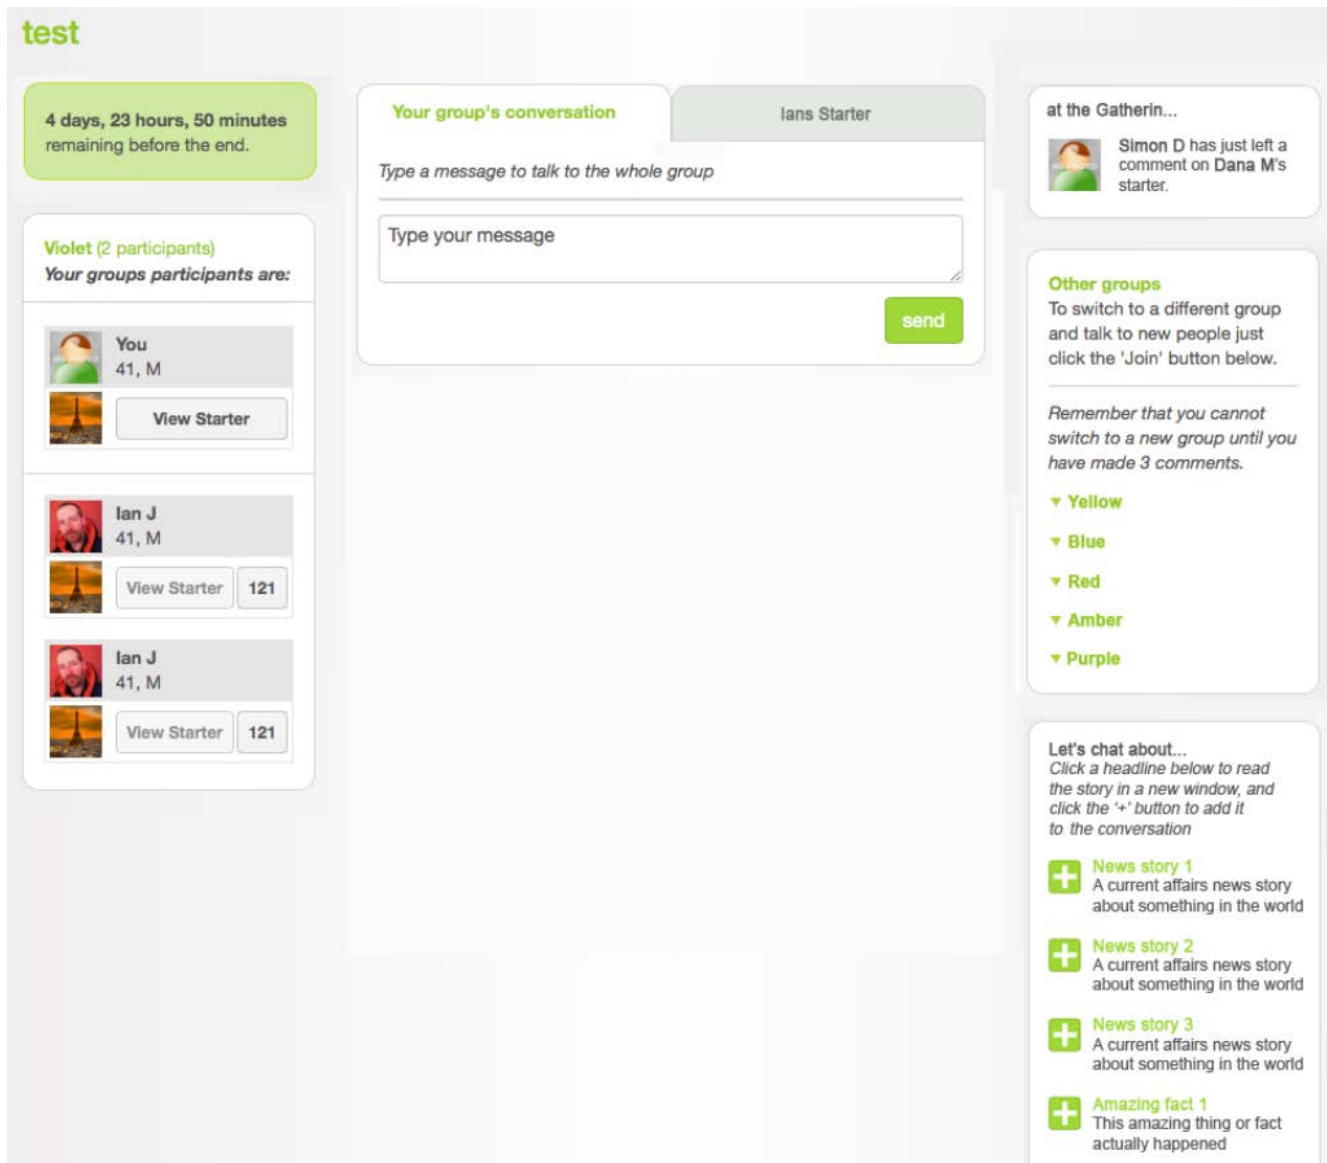 test
4 days, 23 hours, 50 minutes
remaining before the end.
Violet (2 participants)
Your groups participants are:
You
41, M
View Starter
Ian J
41, M
View Starter
121
Ian J
41, M
View Starter
121
Your group's conversation
Ians Starter
Type a message to talk to the whole group
Type your message
send
at the Gatherin...
Simon D has just left a
comment on Dana M's
starter.
Other groups
To switch to a different group
and talk to new people just
click the 'Join' button below.
Remember that you cannot
switch to a new group until you
have made 3 comments.
Yellow
Blue
Red
Amber
Purple
Let's chat about...
Click a headline below to read
the story in a new window, and
click the '+' button to add it
to the conversation
News story 1
A current affairs news story
about something in the world
News story 2
A current affairs news story
about something in the world
News story 3
A current affairs news story
about something in the world
Amazing fact 1
This amazing thing or fact
actually happened